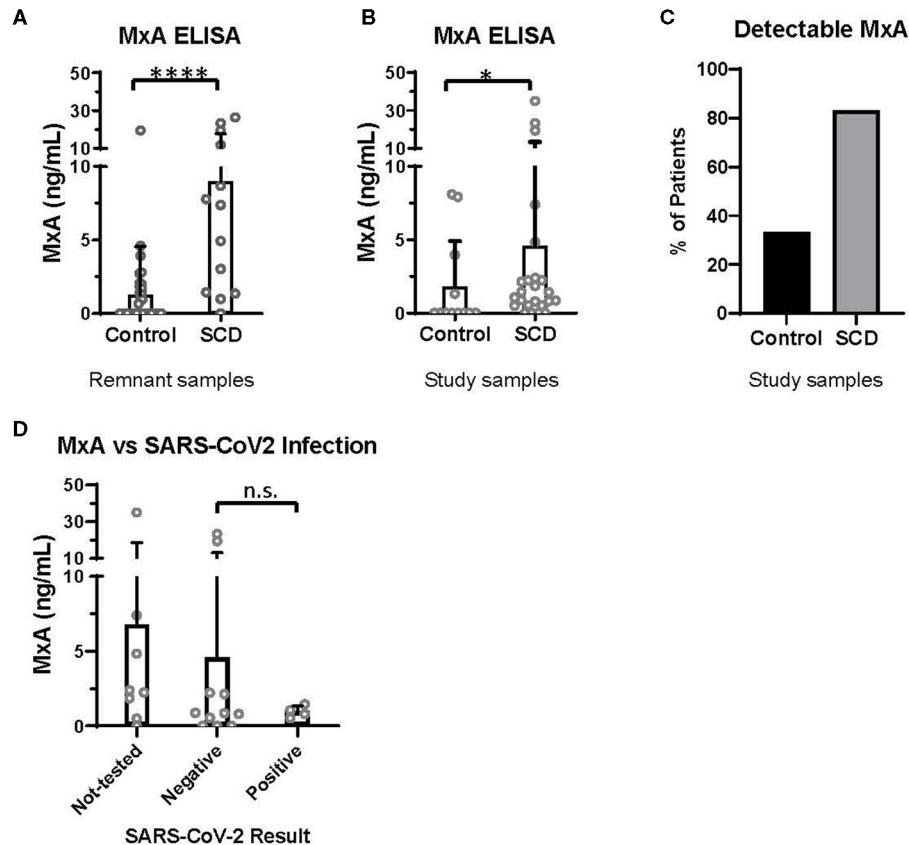 A
MxA ELISA
****
MxA (ng/mL)
50
30
10
10
5
0
Control SCD
Remnant samples
B
MxA ELISA
*
MxA (ng/mL)
50
30
10
10
5
0
Control SCD
Study samples
C
Detectable MxA
% of Patients
100
80
60
40
20
0
Control SCD
Study samples
D
MxA vs SARS-CoV2 Infection
n.s.
MxA (ng/mL)
50
30
10
10
5
0
Not-tested Negative Positive
SARS-CoV-2 Result